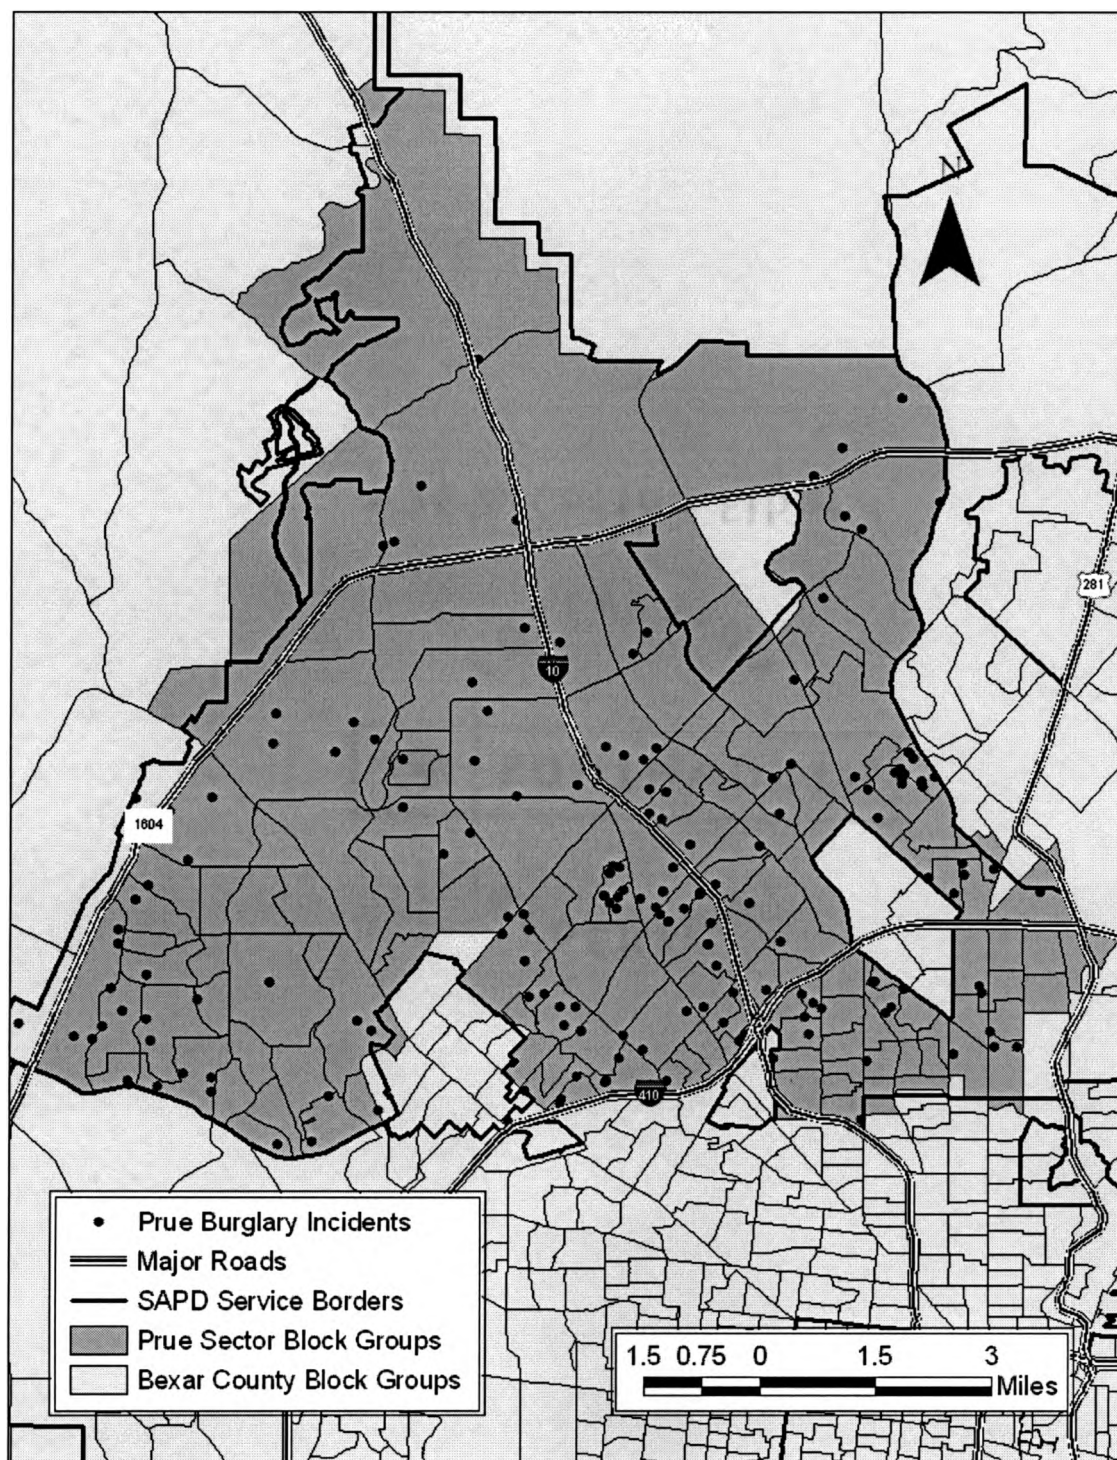 N
281
10
1604
410
Prue Burglary Incidents
Major Roads
SAPD Service Borders
Prue Sector Block Groups
Bexar County Block Groups
1.5 0.75 0 1.5 3
Miles